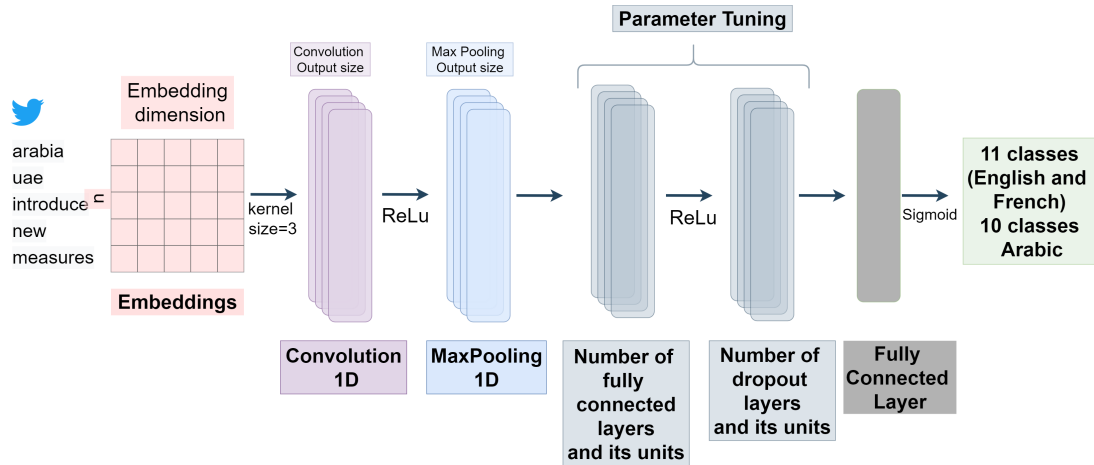 Parameter Tuning
Convolution
Output size
Max Pooling
Output size
Embedding
dimension
arabia
uae
introduce
new
measures
n
Embeddings
kernel
size=3
ReLu
ReLu
Sigmoid
11 classes
(English and
French)
10 classes
Arabic
Convolution
1D
MaxPooling
1D
Number of
fully
connected
layers
and its units
Number of
dropout
layers
and its units
Fully
Connected
Layer